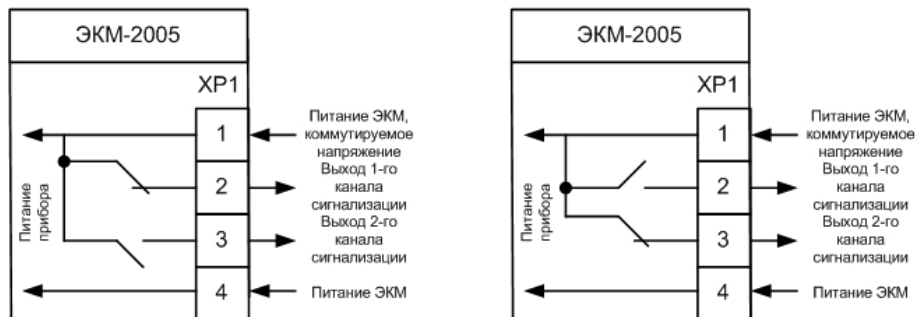 ЭКМ-2005
XP1
Питание прибора
1
2
3
4
Питание ЭКМ,
коммутируемое
напряжение
Выход 1-го
канала
сигнализации
Выход 2-го
канала
сигнализации
Питание ЭКМ
ЭКМ-2005
XP1
Питание прибора
1
2
3
4
Питание ЭКМ,
коммутируемое
напряжение
Выход 1-го
канала
сигнализации
Выход 2-го
канала
сигнализации
Питание ЭКМ